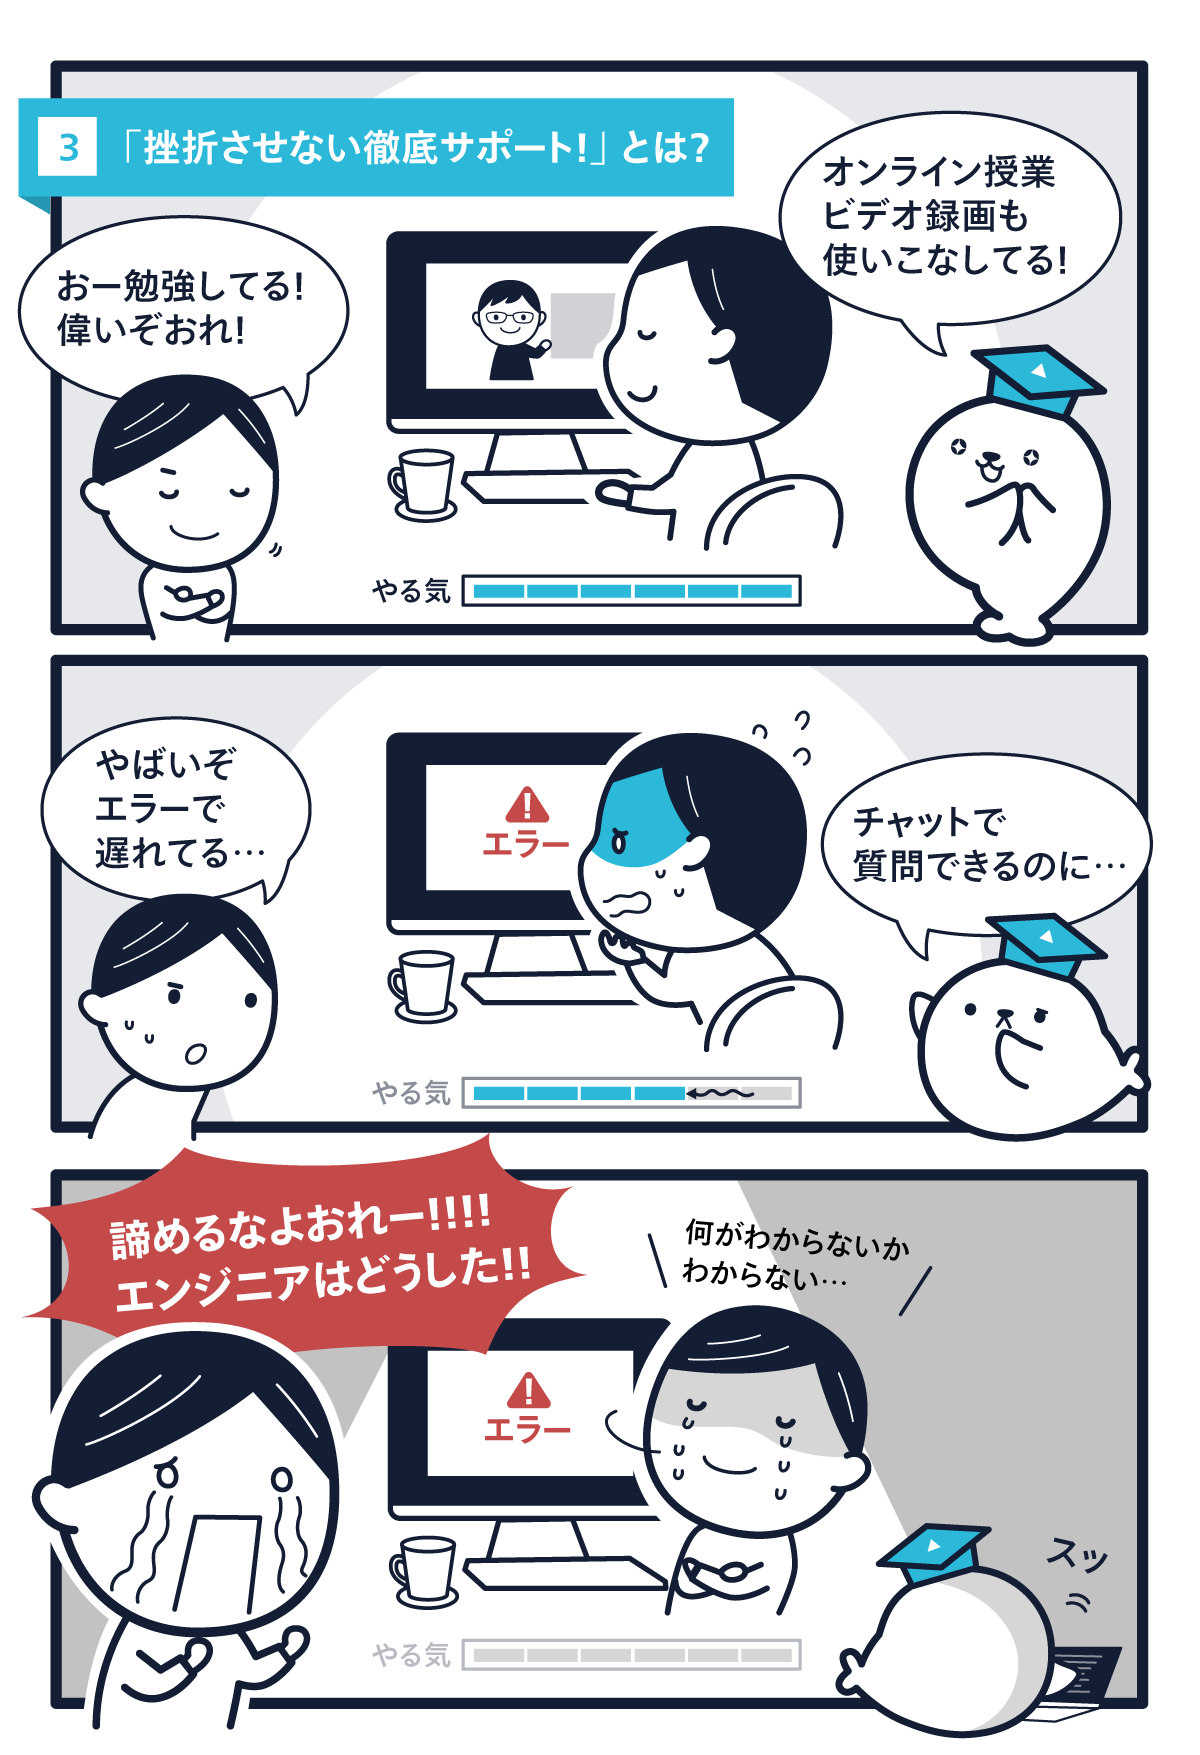 3 「挫折させない徹底サポート!」とは?
オンライン授業
ビデオ録画も
使いこなしてる!
おー勉強してる!
偉いぞおれ!
やる気
やばいぞ
エラーで
遅れてる…
エラー
チャットで
質問できるのに…
やる気
諦めるなよおれー!!!!
エンジニアはどうした!!
何がわからないか
わからない…
エラー
スッ
やる気